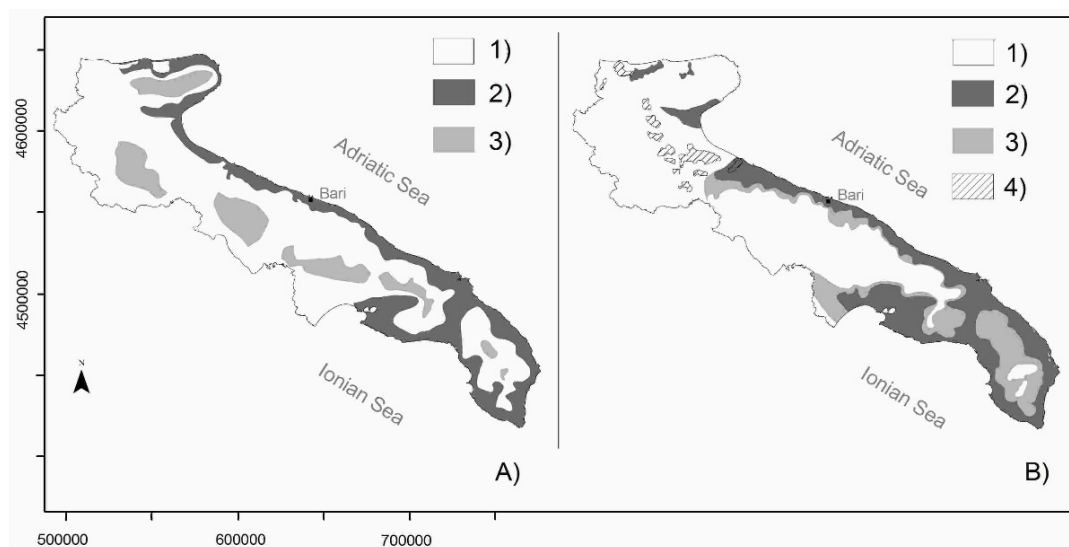 1)
2)
3)
Adriatic Sea
Bari
Ionian Sea
N
A)
1)
2)
3)
4)
Adriatic Sea
Bari
Ionian Sea
B)
4600000
4500000
500000
600000
700000